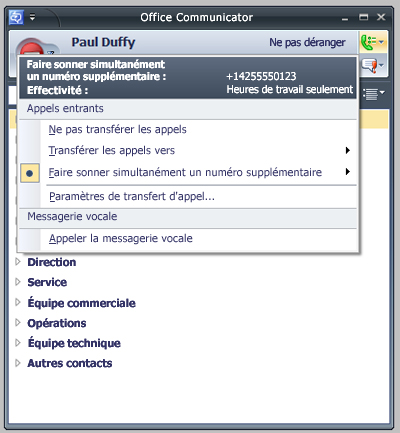 Office Communicator
Paul Duffy
Ne pas déranger
Faire sonner simultanément
un numéro supplémentaire : +14255550123
Effectivité : Heures de travail seulement
Appels entrants
Ne pas transférer les appels
Transférer les appels vers
Faire sonner simultanément un numéro supplémentaire
Paramètres de transfert d'appel...
Messagerie vocale
Appeler la messagerie vocale
Direction
Service
Équipe commerciale
Opérations
Équipe technique
Autres contacts